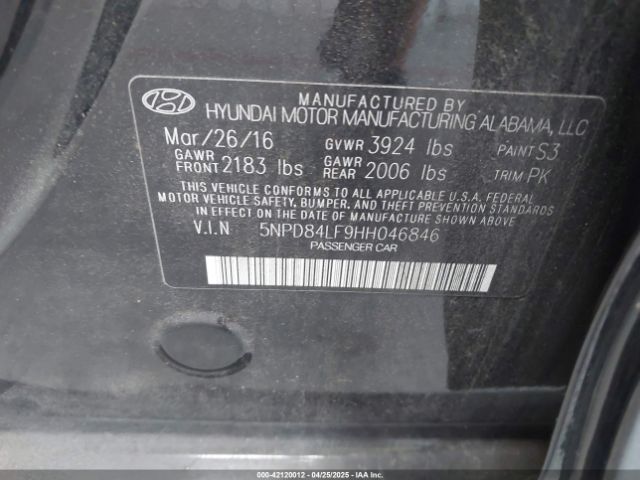 MANUFACTURED BY
HYUNDAI MOTOR MANUFACTURING ALABAMA, LLC
Mar/26/16 GVWR 3924 lbs PAINT S3
GAWR FRONT 2183 lbs GAWR REAR 2006 lbs TRIM PK
THIS VEHICLE CONFORMS TO ALL APPLICABLE U.S.A. FEDERAL
MOTOR VEHICLE SAFETY, BUMPER, AND THEFT PREVENTION STANDARDS
IN EFFECT ON THE DATE OF MANUFACTURE SHOWN ABOVE.
V.I.N 5NPD84LF9HH046846
PASSENGER CAR
000-42120012 - 04/25/2025 - IAAI.COM